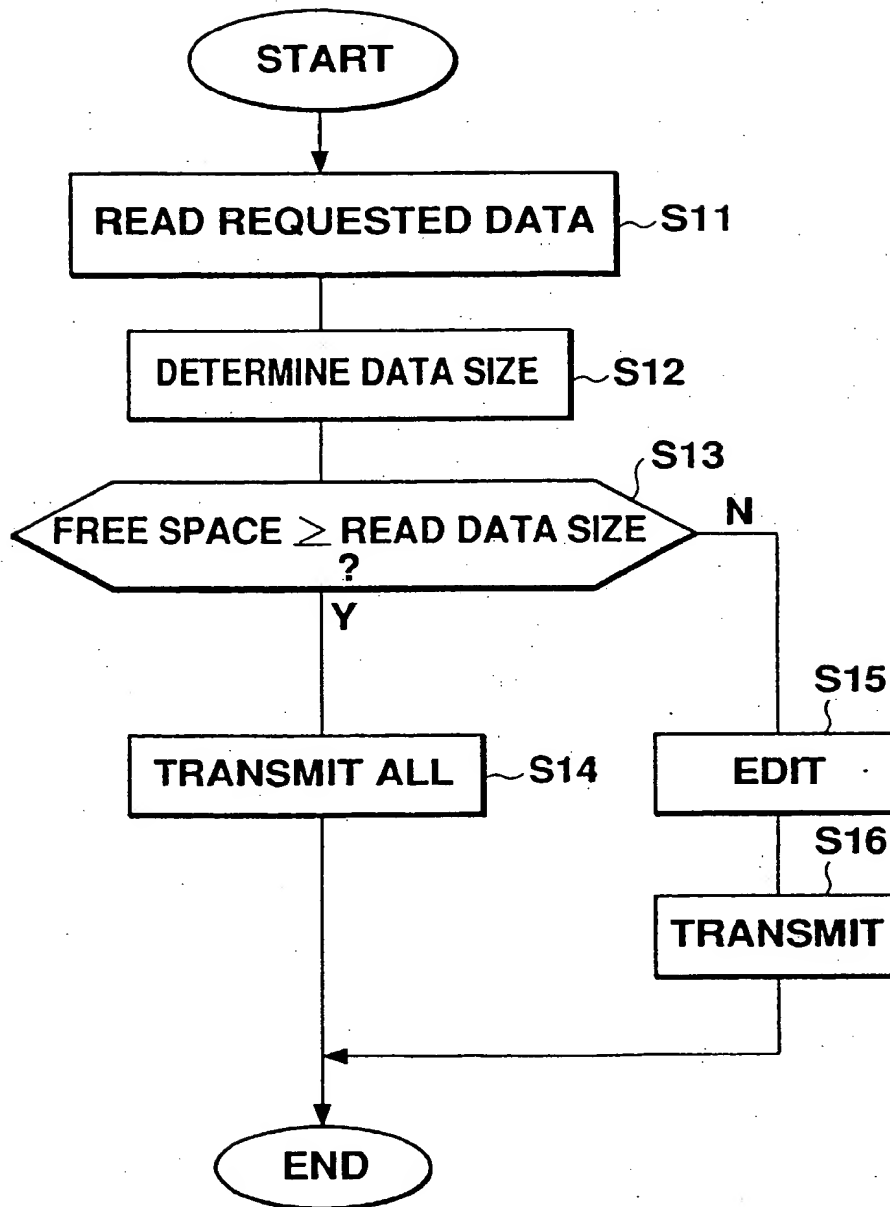 START
READ REQUESTED DATA
S11
DETERMINE DATA SIZE
S12
S13
FREE SPACE ≥ READ DATA SIZE
?
N
Y
S15
TRANSMIT ALL
S14
EDIT
S16
TRANSMIT
END